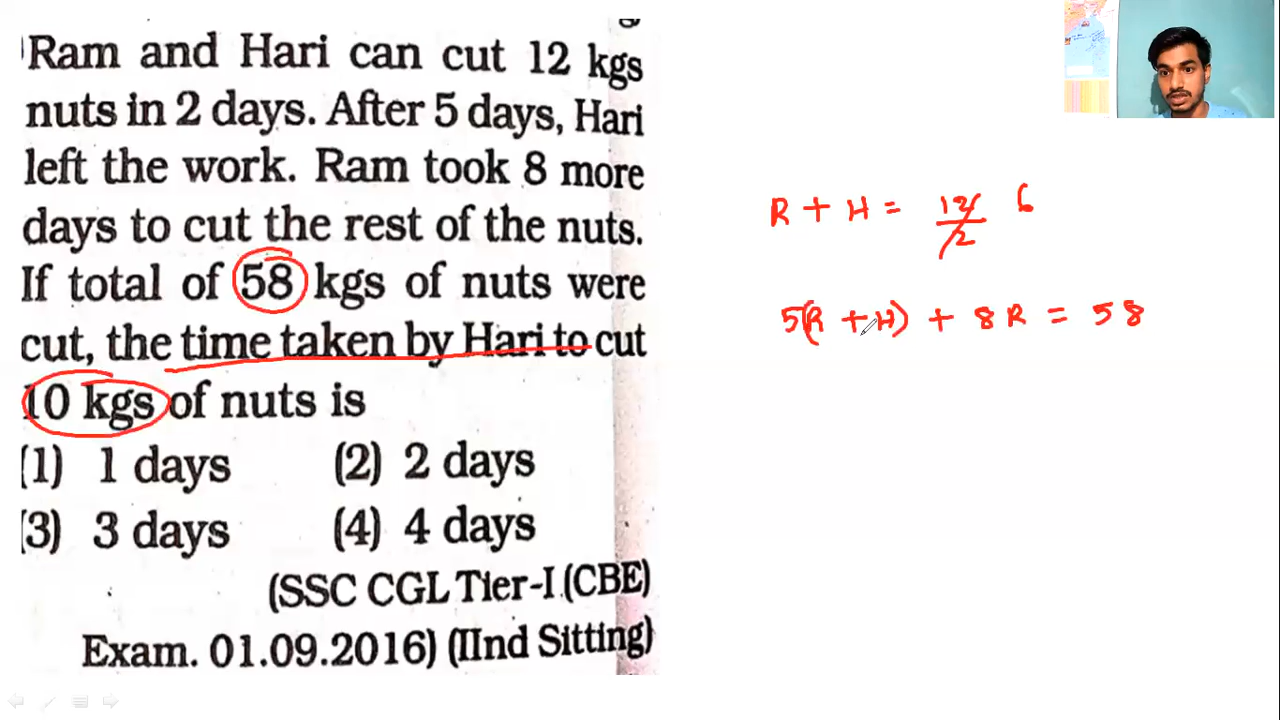 Ram and Hari can cut 12 kgs
nuts in 2 days. After 5 days, Hari
left the work. Ram took 8 more
days to cut the rest of the nuts.
If total of 58 kgs of nuts were
cut, the time taken by Hari to cut
10 kgs of nuts is
(1) 1 days (2) 2 days
(3) 3 days (4) 4 days
(SSC CGL Tier-I (CBE)
Exam. 01.09.2016) (IInd Sitting)
R + H = 12/2 6
5(R + H) + 8R = 58